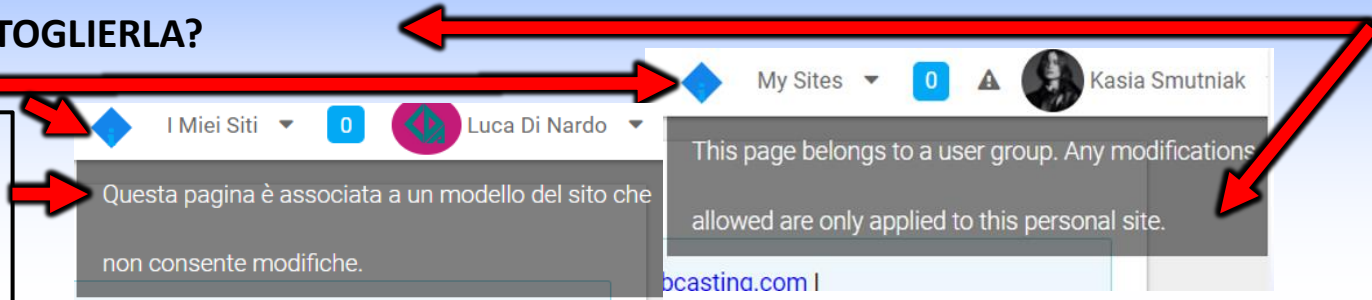 TOGLIERLA?
My Sites 0 Kasia Smutniak
I Miei Siti 0 Luca Di Nardo
This page belongs to a user group. Any modifications
allowed are only applied to this personal site.
Questa pagina è associata a un modello del sito che
non consente modifiche.
bcasting.com |